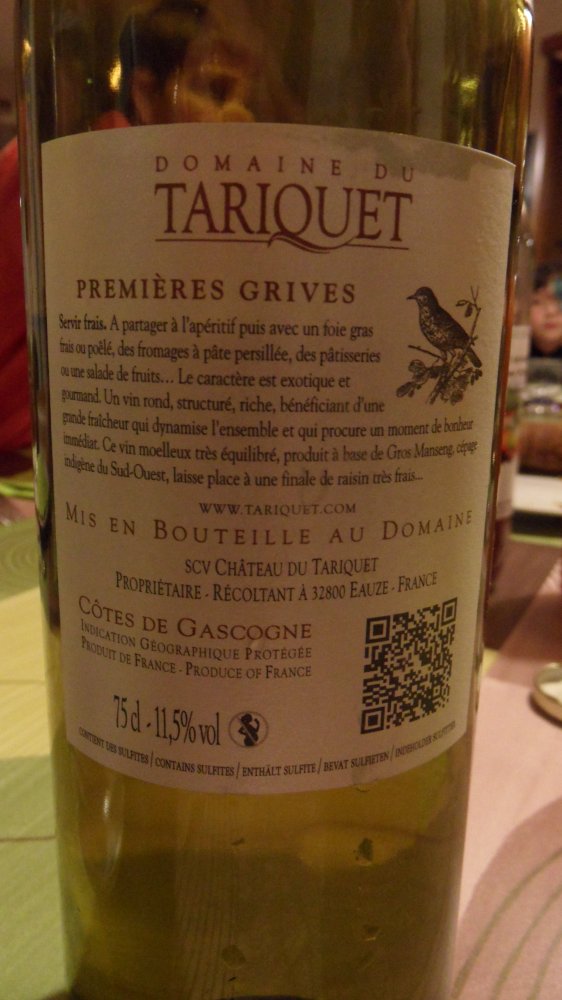 DOMAINE DU
TARIQUET
PREMIÈRES GRIVES
Servir frais. A partager à l'apéritif puis avec un foie gras
frais ou poêlé, des fromages à pâte persillée, des pâtisseries
ou une salade de fruits... Le caractère est exotique et
gourmand. Un vin rond, structuré, riche, bénéficiant d'une
grande fraîcheur qui dynamise l'ensemble et qui procure un moment de bonheur
immédiat. Ce vin moelleux très équilibré, produit à base de Gros Manseng, cépage
indigène du Sud-Ouest, laisse place à une finale de raisin très frais...
WWW.TARIQUET.COM
MIS EN BOUTEILLE AU DOMAINE
SCV CHÂTEAU DU TARIQUET
PROPRIÉTAIRE - RÉCOLTANT À 32800 EAUZE - FRANCE
CÔTES DE GASCOGNE
INDICATION GÉOGRAPHIQUE PROTÉGÉE
PRODUIT DE FRANCE - PRODUCE OF FRANCE
75 cl - 11,5% vol
CONTIENT DES SULFITES / CONTAINS SULFITES / ENTHÄLT SULFITE / BEVAT SULFIETEN / INDEHOLDER SULFITTER